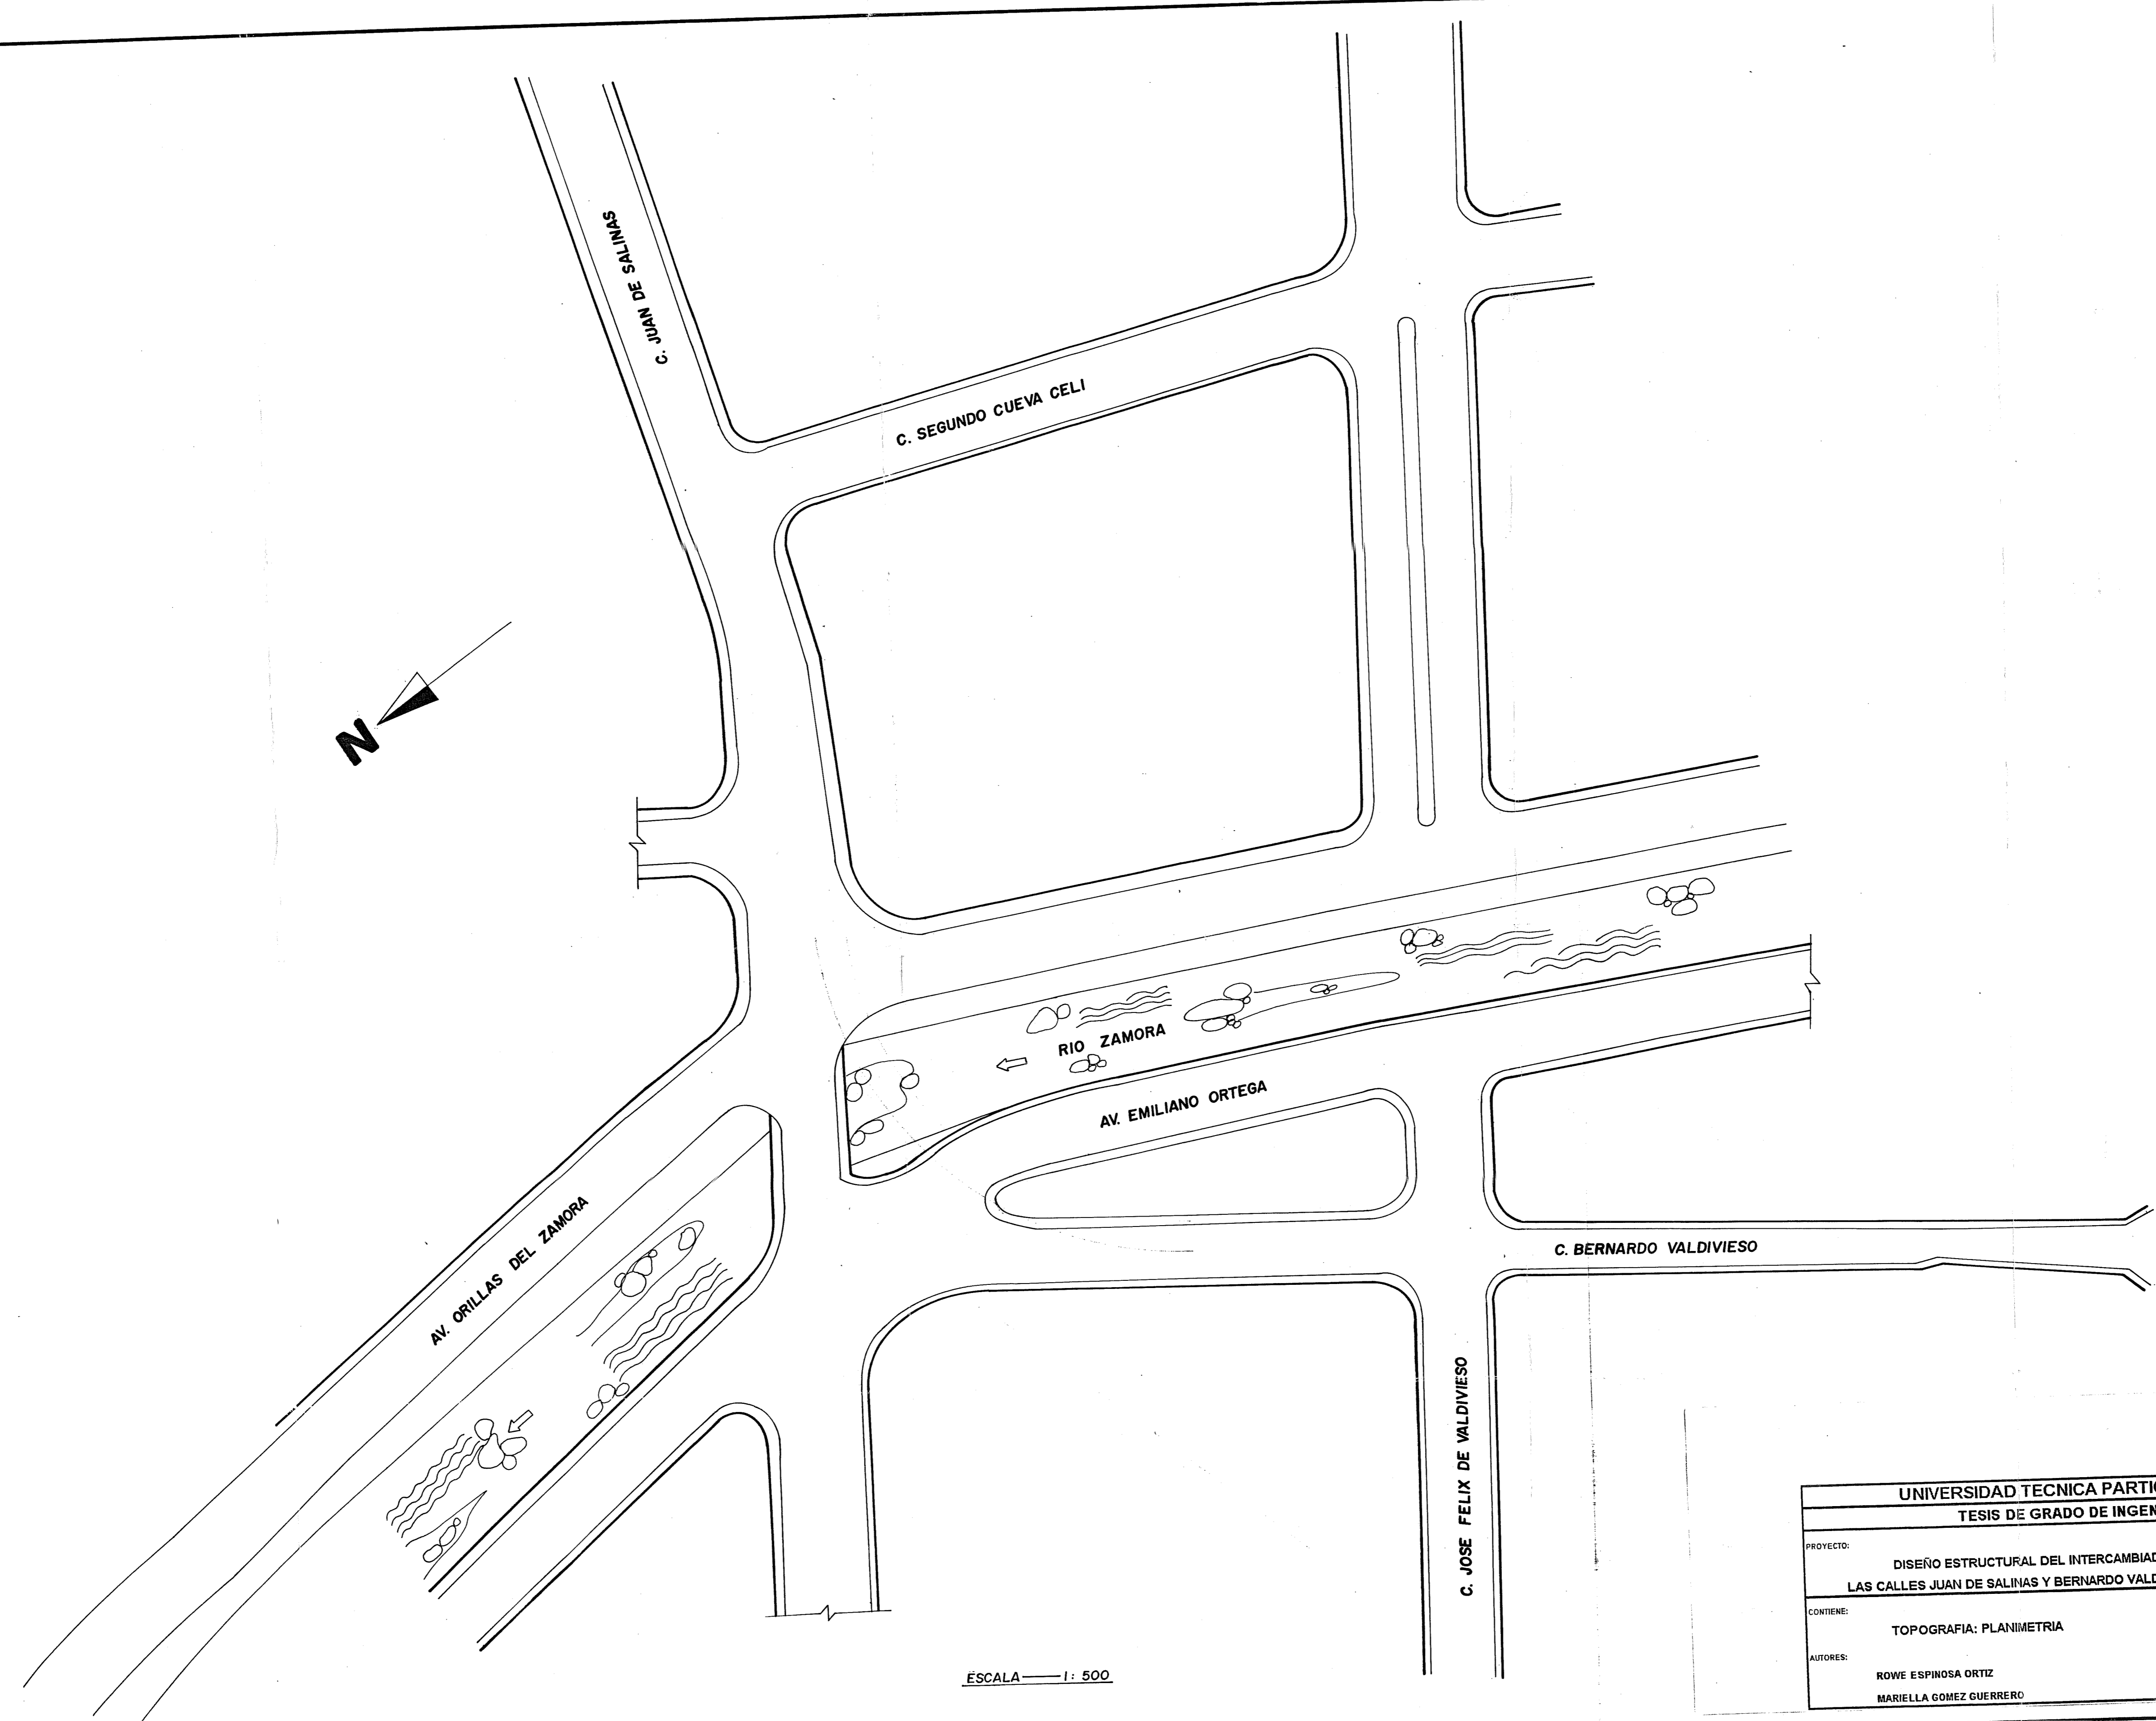 C. JUAN DE SALINAS
C. SEGUNDO CUEVA CELI
N
RIO ZAMORA
AV. EMILIANO ORTEGA
AV. ORILLAS DEL ZAMORA
C. BERNARDO VALDIVIESO
C. JOSE FELIX DE VALDIVIESO
ESCALA 1: 500
UNIVERSIDAD TECNICA PARTI
TESIS DE GRADO DE INGEN
PROYECTO:
DISEÑO ESTRUCTURAL DEL INTERCAMBIAD
LAS CALLES JUAN DE SALINAS Y BERNARDO VALD
CONTIENE:
TOPOGRAFIA: PLANIMETRIA
AUTORES:
ROWE ESPINOSA ORTIZ
MARIELLA GOMEZ GUERRERO